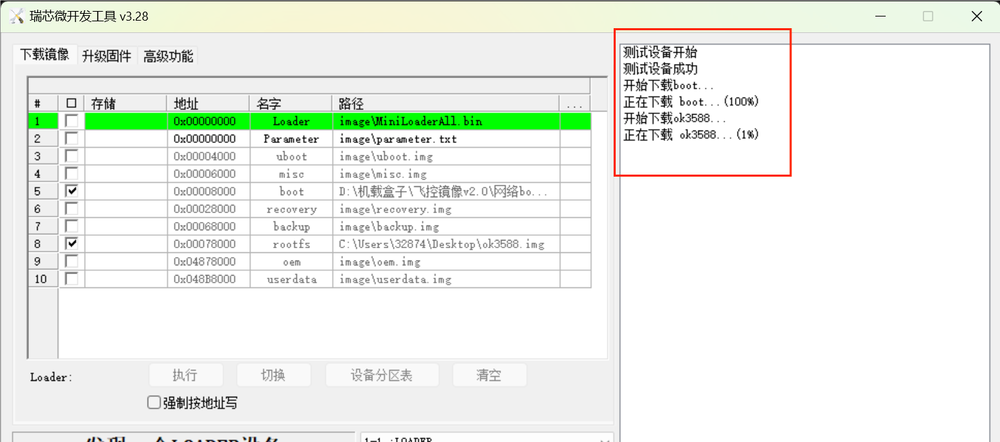 瑞芯微开发工具 v3.28
下载镜像 升级固件 高级功能
# 存储 地址 名字 路径 ...
1 0x00000000 Loader image\MiniLoaderAll.bin
2 0x00000000 Parameter image\parameter.txt
3 0x00004000 uboot image\uboot.img
4 0x00006000 misc image\misc.img
5 0x00008000 boot D:\机载盒子\飞控镜像v2.0\网络bo...
6 0x00028000 recovery image\recovery.img
7 0x00068000 backup image\backup.img
8 0x00078000 rootfs C:\Users\32874\Desktop\ok3588.img
9 0x04878000 oem image\oem.img
10 0x048B8000 userdata image\userdata.img
Loader: 执行 切换 设备分区表 清空
强制按地址写
测试设备开始
测试设备成功
开始下载boot...
正在下载 boot...(100%)
开始下载ok3588...
正在下载 ok3588...(1%)